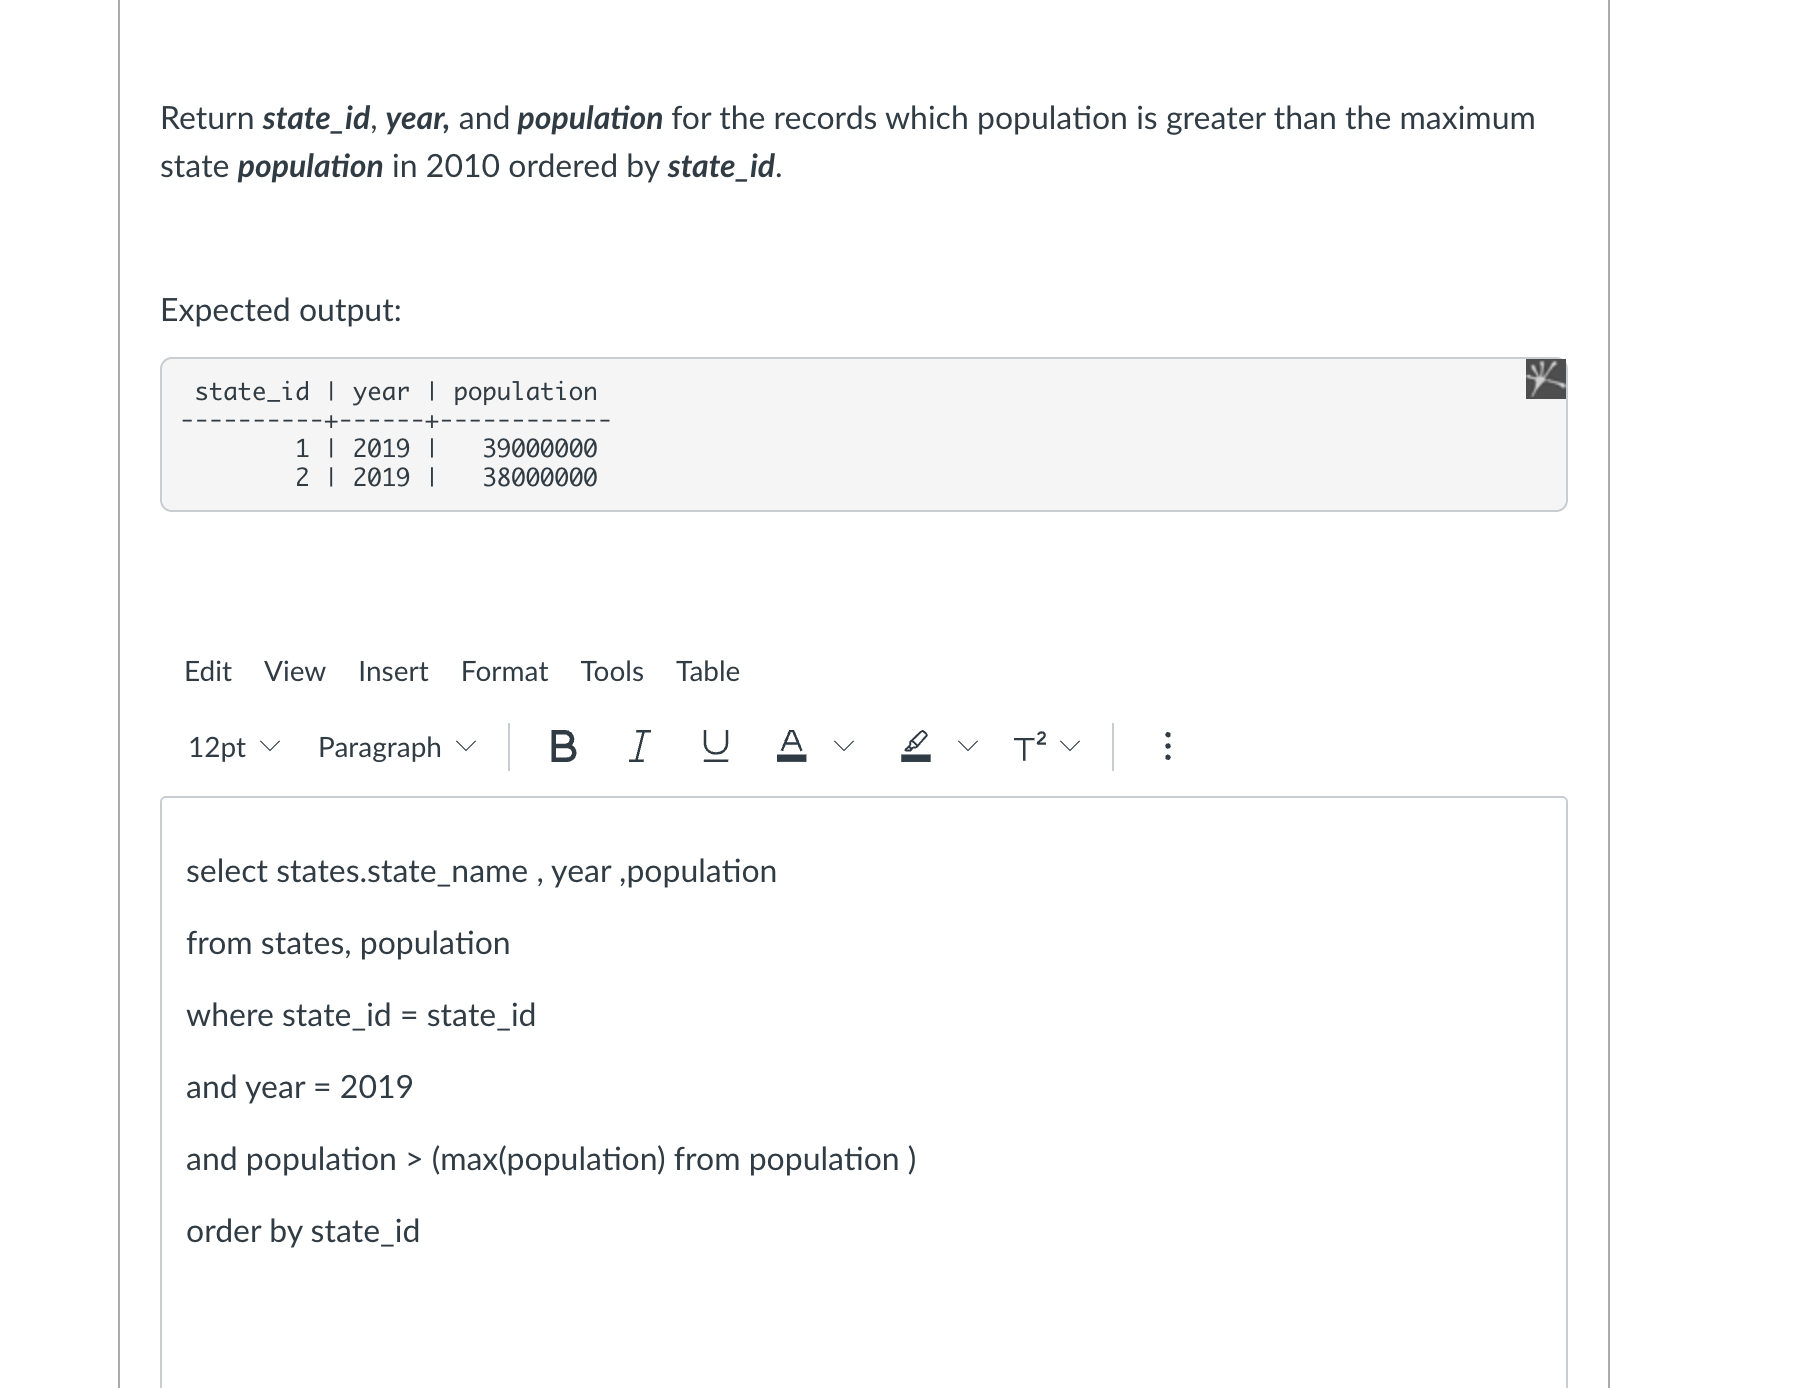 Return state_id, year, and population for the records which population is greater than the maximum
state population in 2010 ordered by state_id.
Expected output:
state_id | year | population
----------+------+------------
1 | 2019 | 39000000
2 | 2019 | 38000000
Edit View Insert Format Tools Table
12pt Paragraph B I U A T²
select states.state_name , year ,population
from states, population
where state_id = state_id
and year = 2019
and population > (max(population) from population )
order by state_id